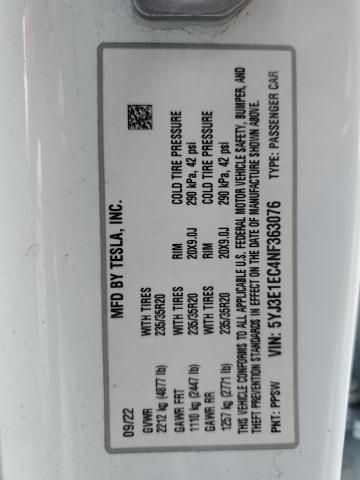 MFD BY TESLA, INC.
09/22
GVWR WITH TIRES RIM COLD TIRE PRESSURE
2212 kg (4877 lb) 235/35R20 20X9.0J 290 kPa, 42 psi
GAWR FRT WITH TIRES RIM COLD TIRE PRESSURE
1110 kg (2447 lb) 235/35R20 20X9.0J 290 kPa, 42 psi
GAWR RR
1257 kg (2771 lb) 235/35R20
THIS VEHICLE CONFORMS TO ALL APPLICABLE U.S. FEDERAL MOTOR VEHICLE SAFETY, BUMPER, AND
THEFT PREVENTION STANDARDS IN EFFECT ON THE DATE OF MANUFACTURE SHOWN ABOVE.
VIN: 5YJ3E1EC4NF363076
PNT: PPSW TYPE: PASSENGER CAR